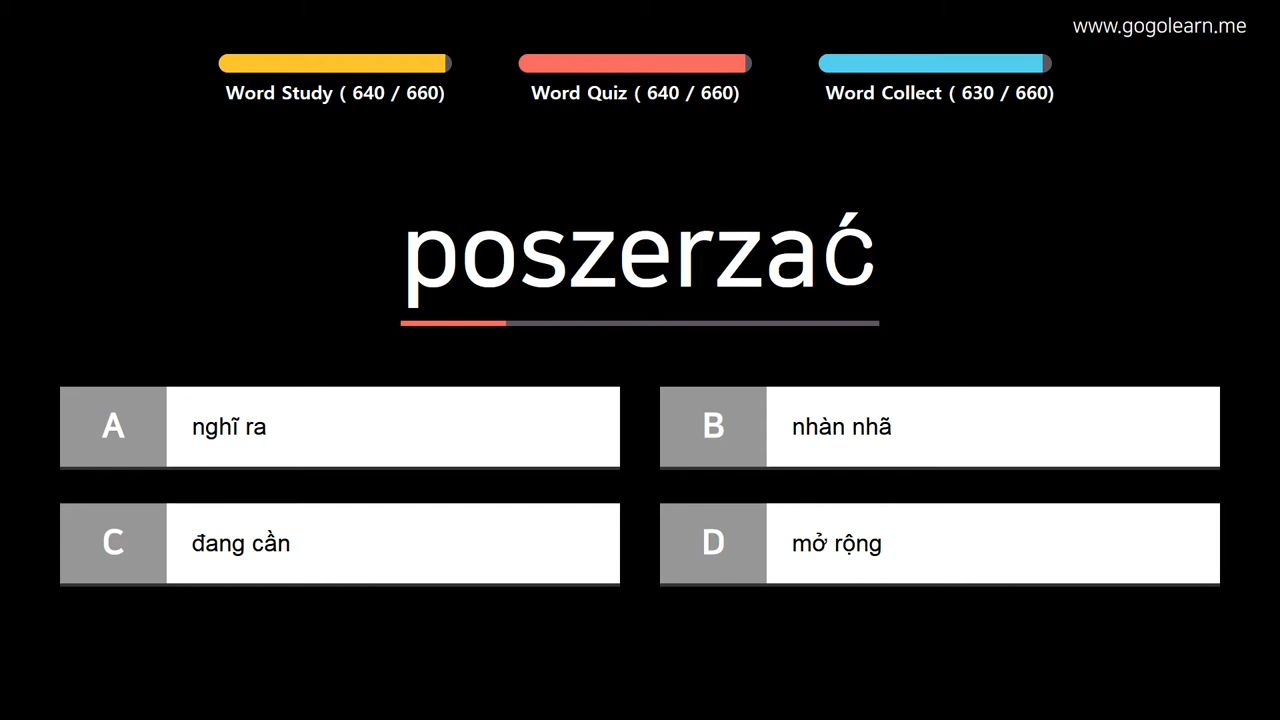 www.gogolearn.me
Word Study ( 640 / 660)
Word Quiz ( 640 / 660)
Word Collect ( 630 / 660)
poszerzać
A nghĩ ra
B nhàn nhã
C đang cần
D mở rộng